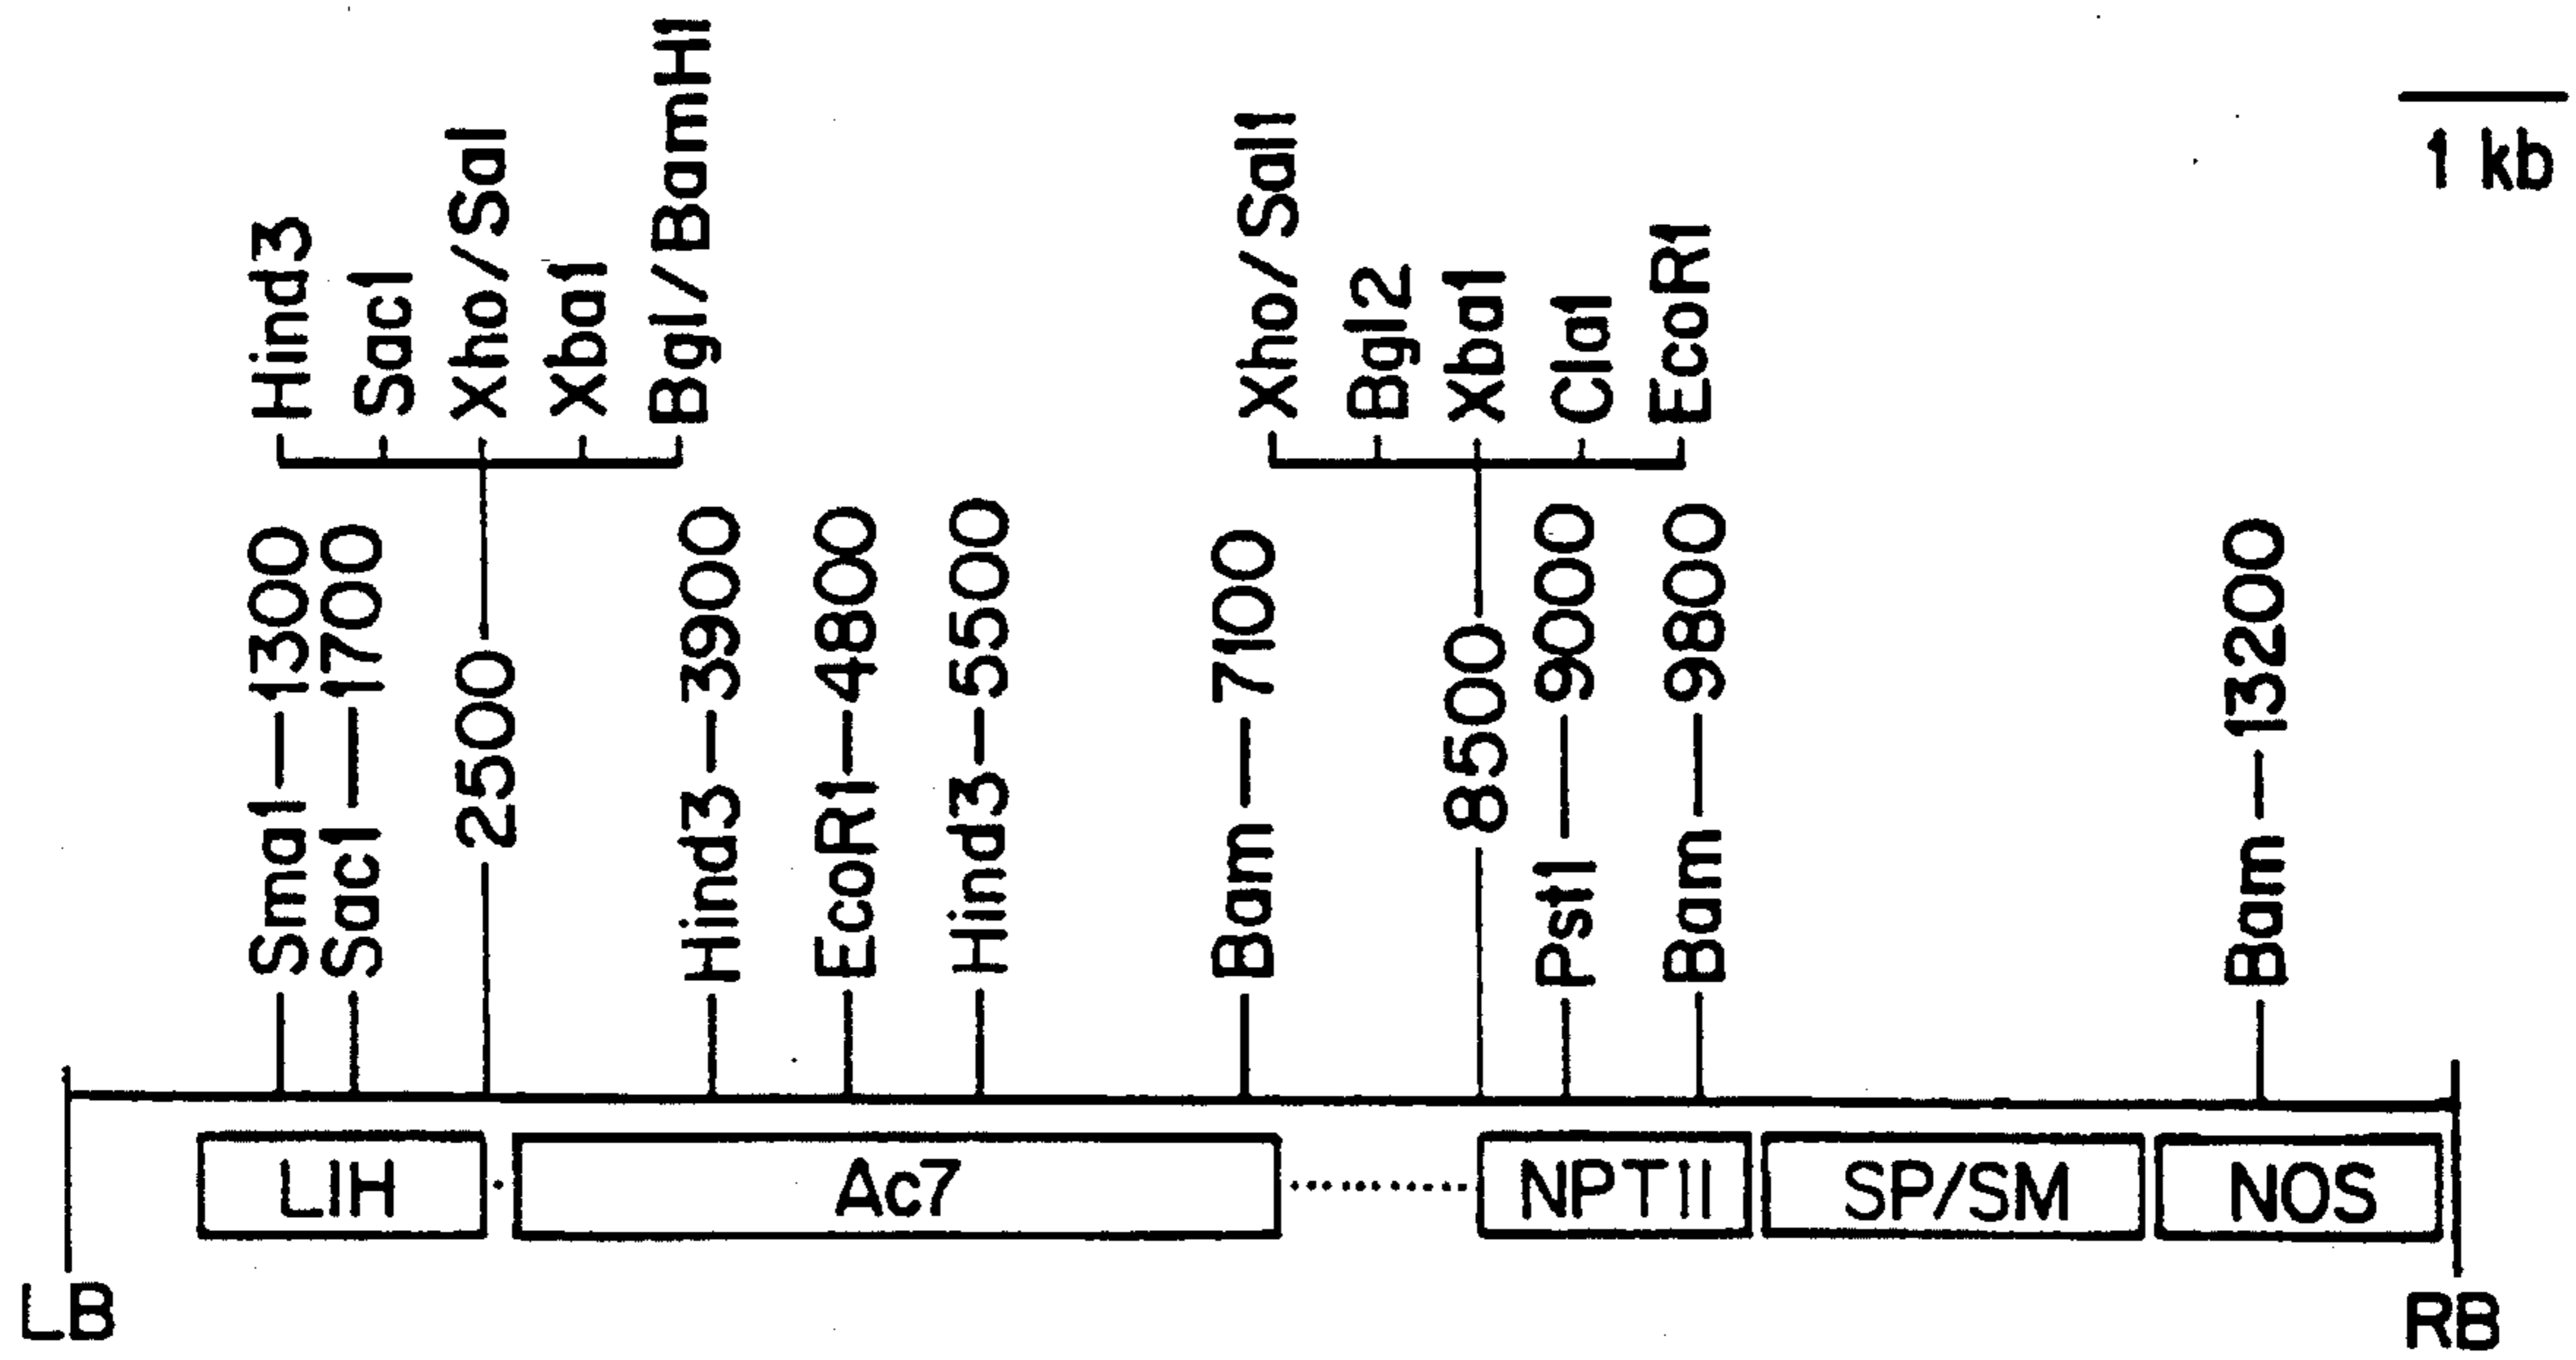 Hind3
Sac1
Xho/Sal
Xba1
Bgl/BamH1
Xho/Sal1
Bgl2
Xba1
Cla1
EcoR1
1 kb
Sma1—1300
Sac1—1700
2500
Hind3—3900
EcoR1—4800
Hind3—5500
Bam—7100
8500
Pst1—9000
Bam—9800
Bam—13200
LIH
Ac7
NPTII
SP/SM
NOS
LB
RB